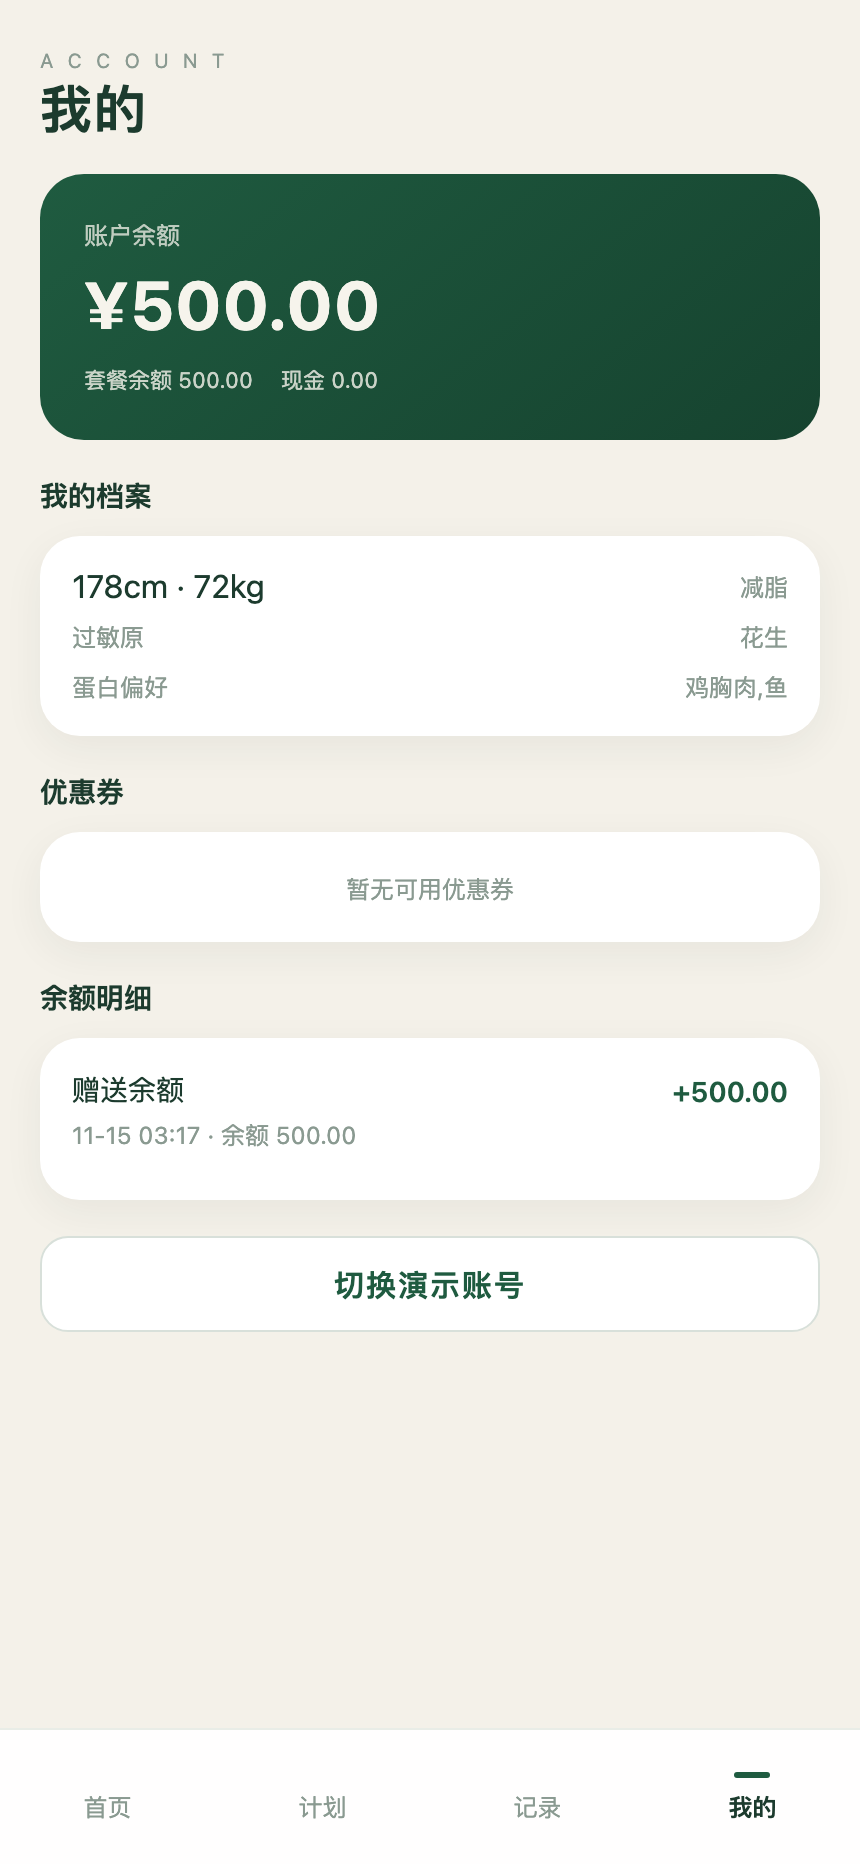 ACCOUNT
我的
账户余额
¥500.00
套餐余额 500.00 现金 0.00
我的档案
178cm · 72kg 减脂
过敏原 花生
蛋白偏好 鸡胸肉,鱼
优惠券
暂无可用优惠券
余额明细
赠送余额 +500.00
11-15 03:17 · 余额 500.00
切换演示账号
首页 计划 记录 我的